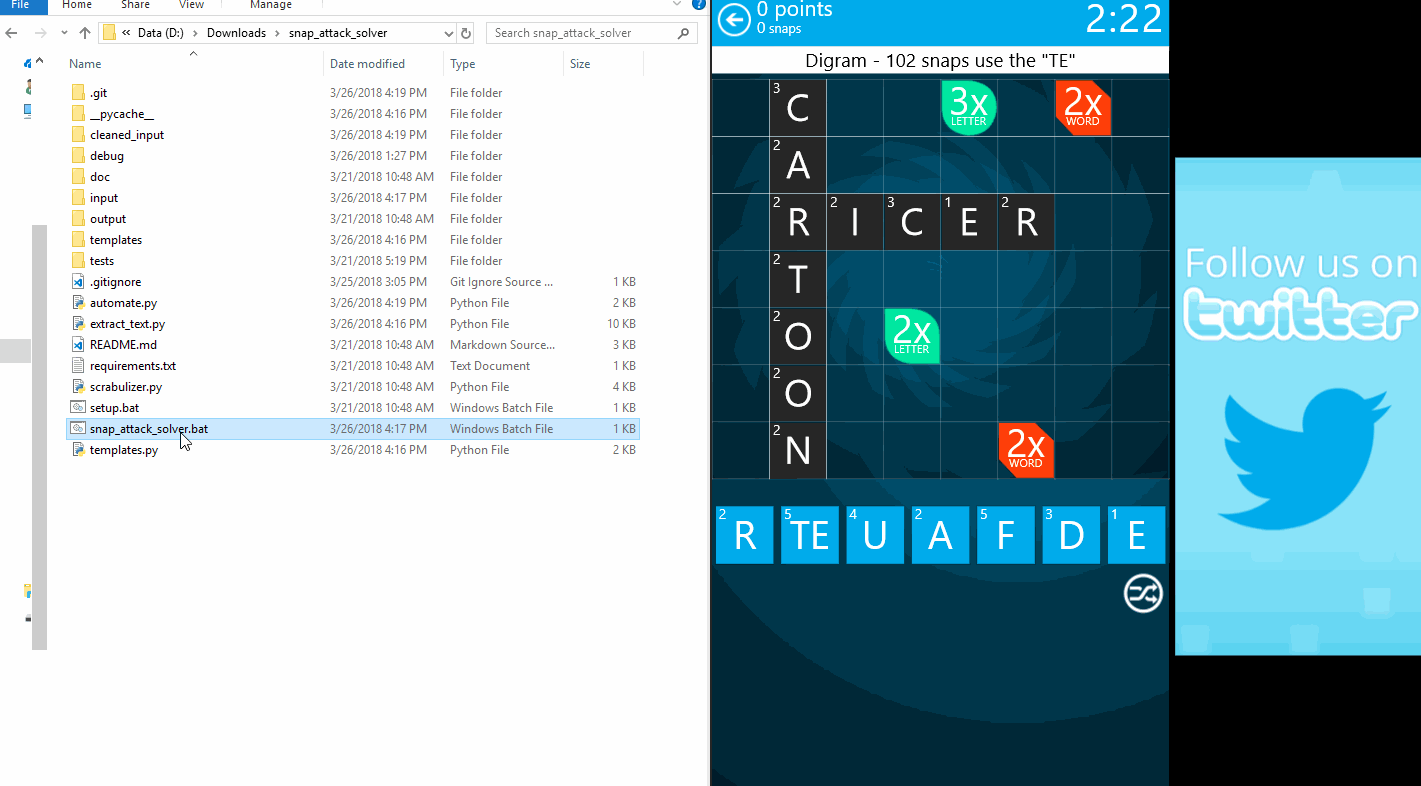 File Home Share View Manage
« Data (D:) > Downloads > snap_attack_solver
Search snap_attack_solver
Name Date modified Type Size
.git 3/26/2018 4:19 PM File folder
__pycache__ 3/26/2018 4:16 PM File folder
cleaned_input 3/26/2018 4:19 PM File folder
debug 3/26/2018 1:27 PM File folder
doc 3/21/2018 10:48 AM File folder
input 3/26/2018 4:17 PM File folder
output 3/21/2018 10:48 AM File folder
templates 3/26/2018 4:16 PM File folder
tests 3/21/2018 5:19 PM File folder
.gitignore 3/25/2018 3:05 PM Git Ignore Source ... 1 KB
automate.py 3/26/2018 4:19 PM Python File 2 KB
extract_text.py 3/26/2018 4:16 PM Python File 10 KB
README.md 3/21/2018 10:48 AM Markdown Source... 3 KB
requirements.txt 3/21/2018 10:48 AM Text Document 1 KB
scrabulizer.py 3/21/2018 10:48 AM Python File 4 KB
setup.bat 3/21/2018 10:48 AM Windows Batch File 1 KB
snap_attack_solver.bat 3/26/2018 4:17 PM Windows Batch File 1 KB
templates.py 3/26/2018 4:16 PM Python File 2 KB
0 points
0 snaps
2:22
Digram - 102 snaps use the "TE"
3 C 3x LETTER 2x WORD
2 A
2 R 2 I 3 C 1 E 2 R
2 T
2 O 2x LETTER
2 O
2 N 2x WORD
2 R 5 TE 4 U 2 A 5 F 3 D 1 E
Follow us on
twitter